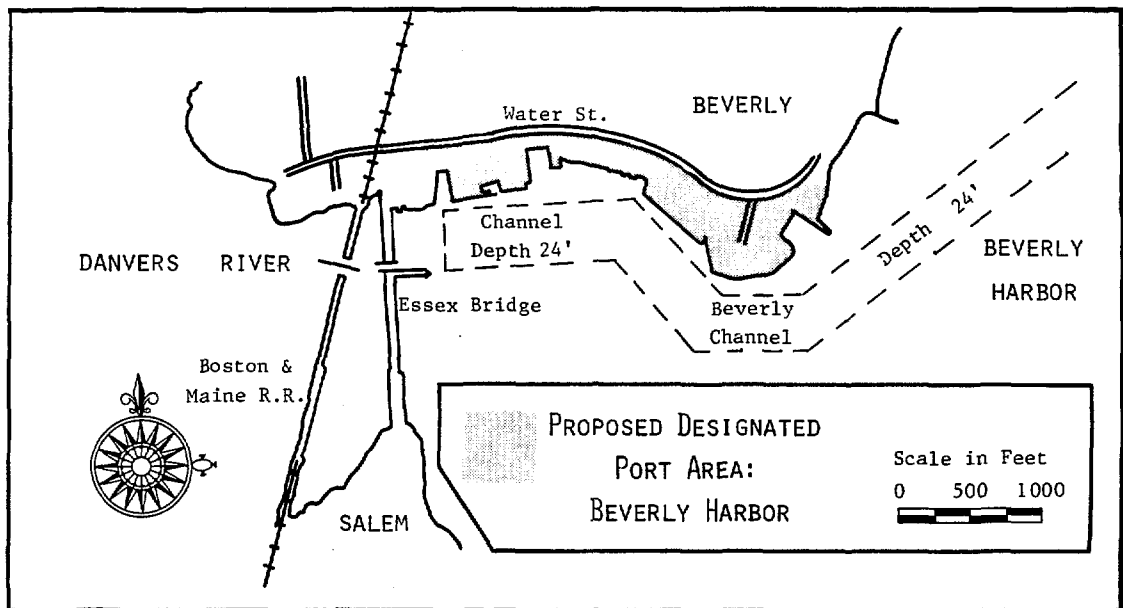 Water St.
BEVERLY
Channel
Depth 24'
Depth 24'
DANVERS RIVER
BEVERLY
HARBOR
Essex Bridge
Beverly
Channel
Boston &
Maine R.R.
PROPOSED DESIGNATED
PORT AREA:
BEVERLY HARBOR
Scale in Feet
0 500 1000
SALEM